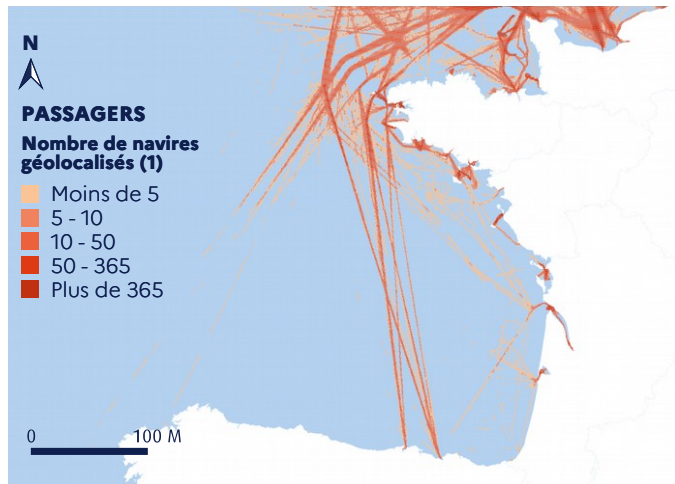 N
PASSAGERS
Nombre de navires
géolocalisés (1)
Moins de 5
5 - 10
10 - 50
50 - 365
Plus de 365
0 100 M